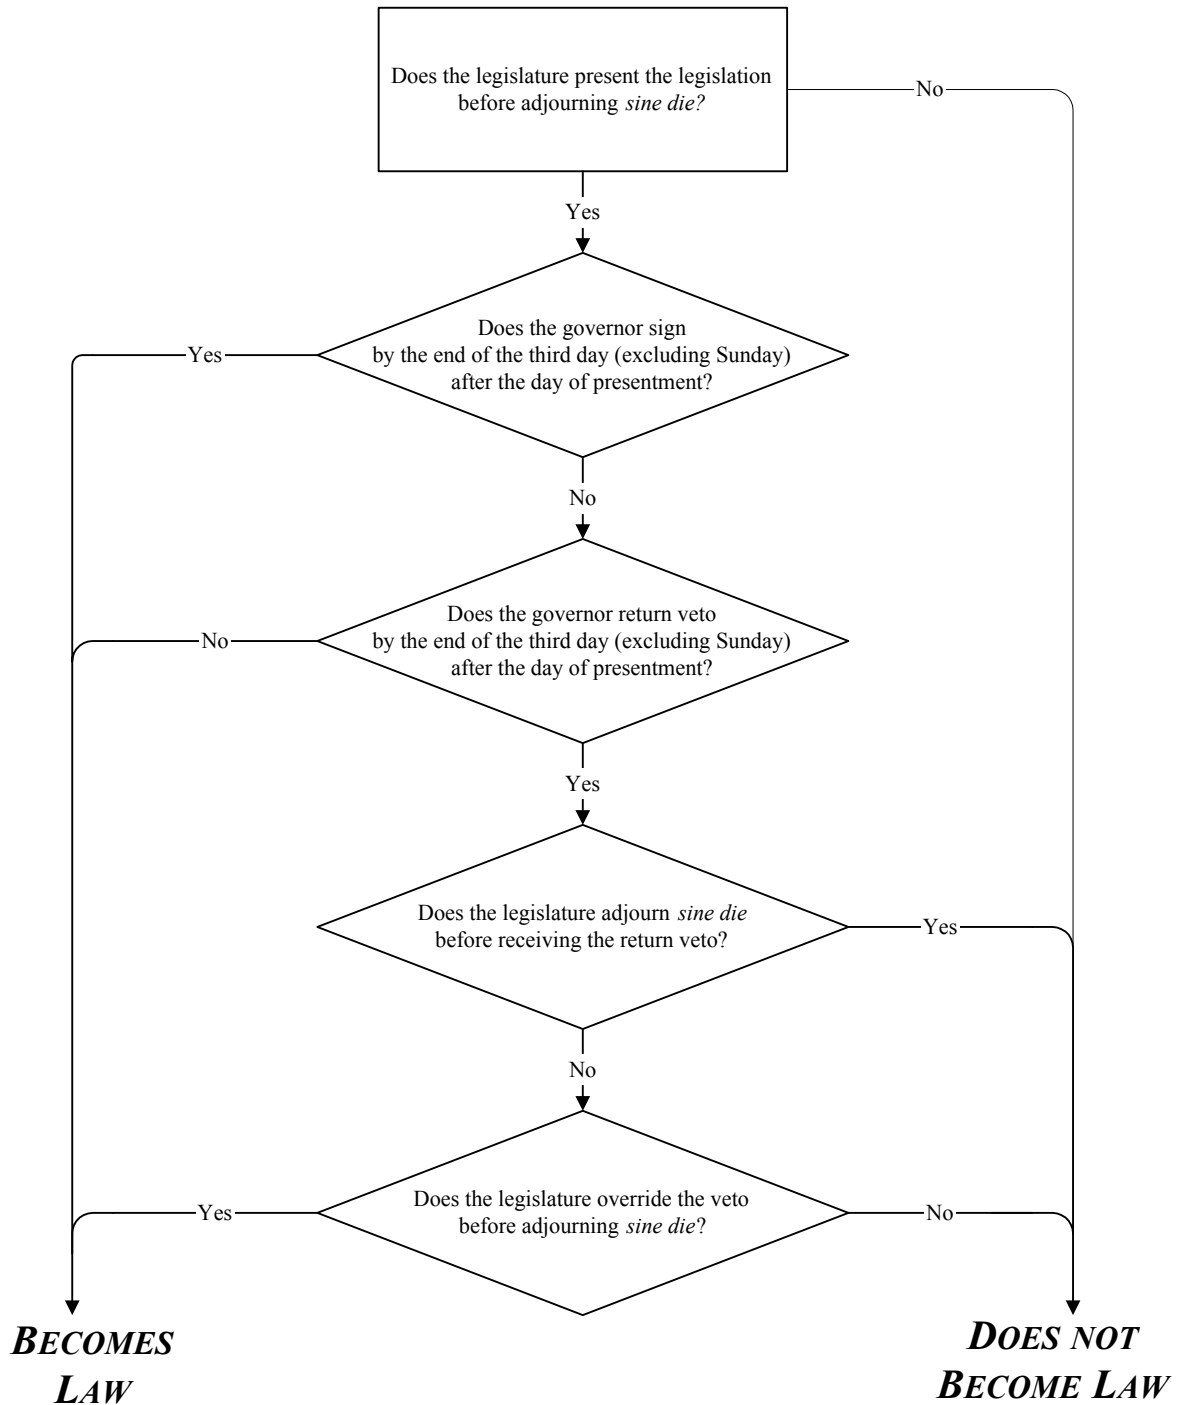 Does the legislature present the legislation
before adjourning sine die?
No
Yes
Does the governor sign
by the end of the third day (excluding Sunday)
after the day of presentment?
Yes
No
Does the governor return veto
by the end of the third day (excluding Sunday)
after the day of presentment?
No
Yes
Does the legislature adjourn sine die
before receiving the return veto?
Yes
No
Does the legislature override the veto
before adjourning sine die?
Yes
No
BECOMES
LAW
DOES NOT
BECOME LAW